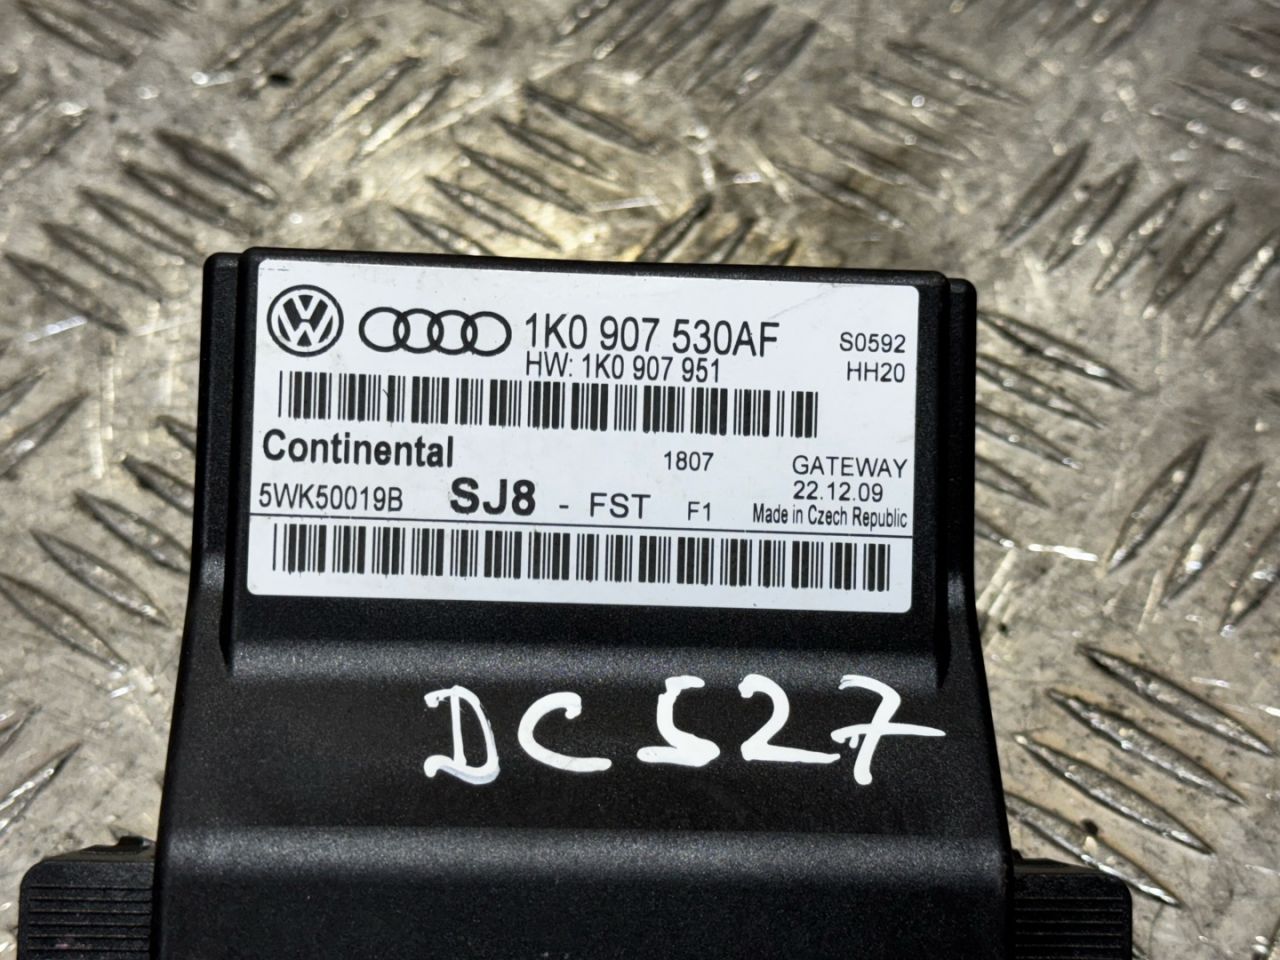 1K0 907 530AF S0592
HW: 1K0 907 951 HH20
Continental 1807 GATEWAY
5WK50019B SJ8 - FST F1 22.12.09
Made in Czech Republic
DC527